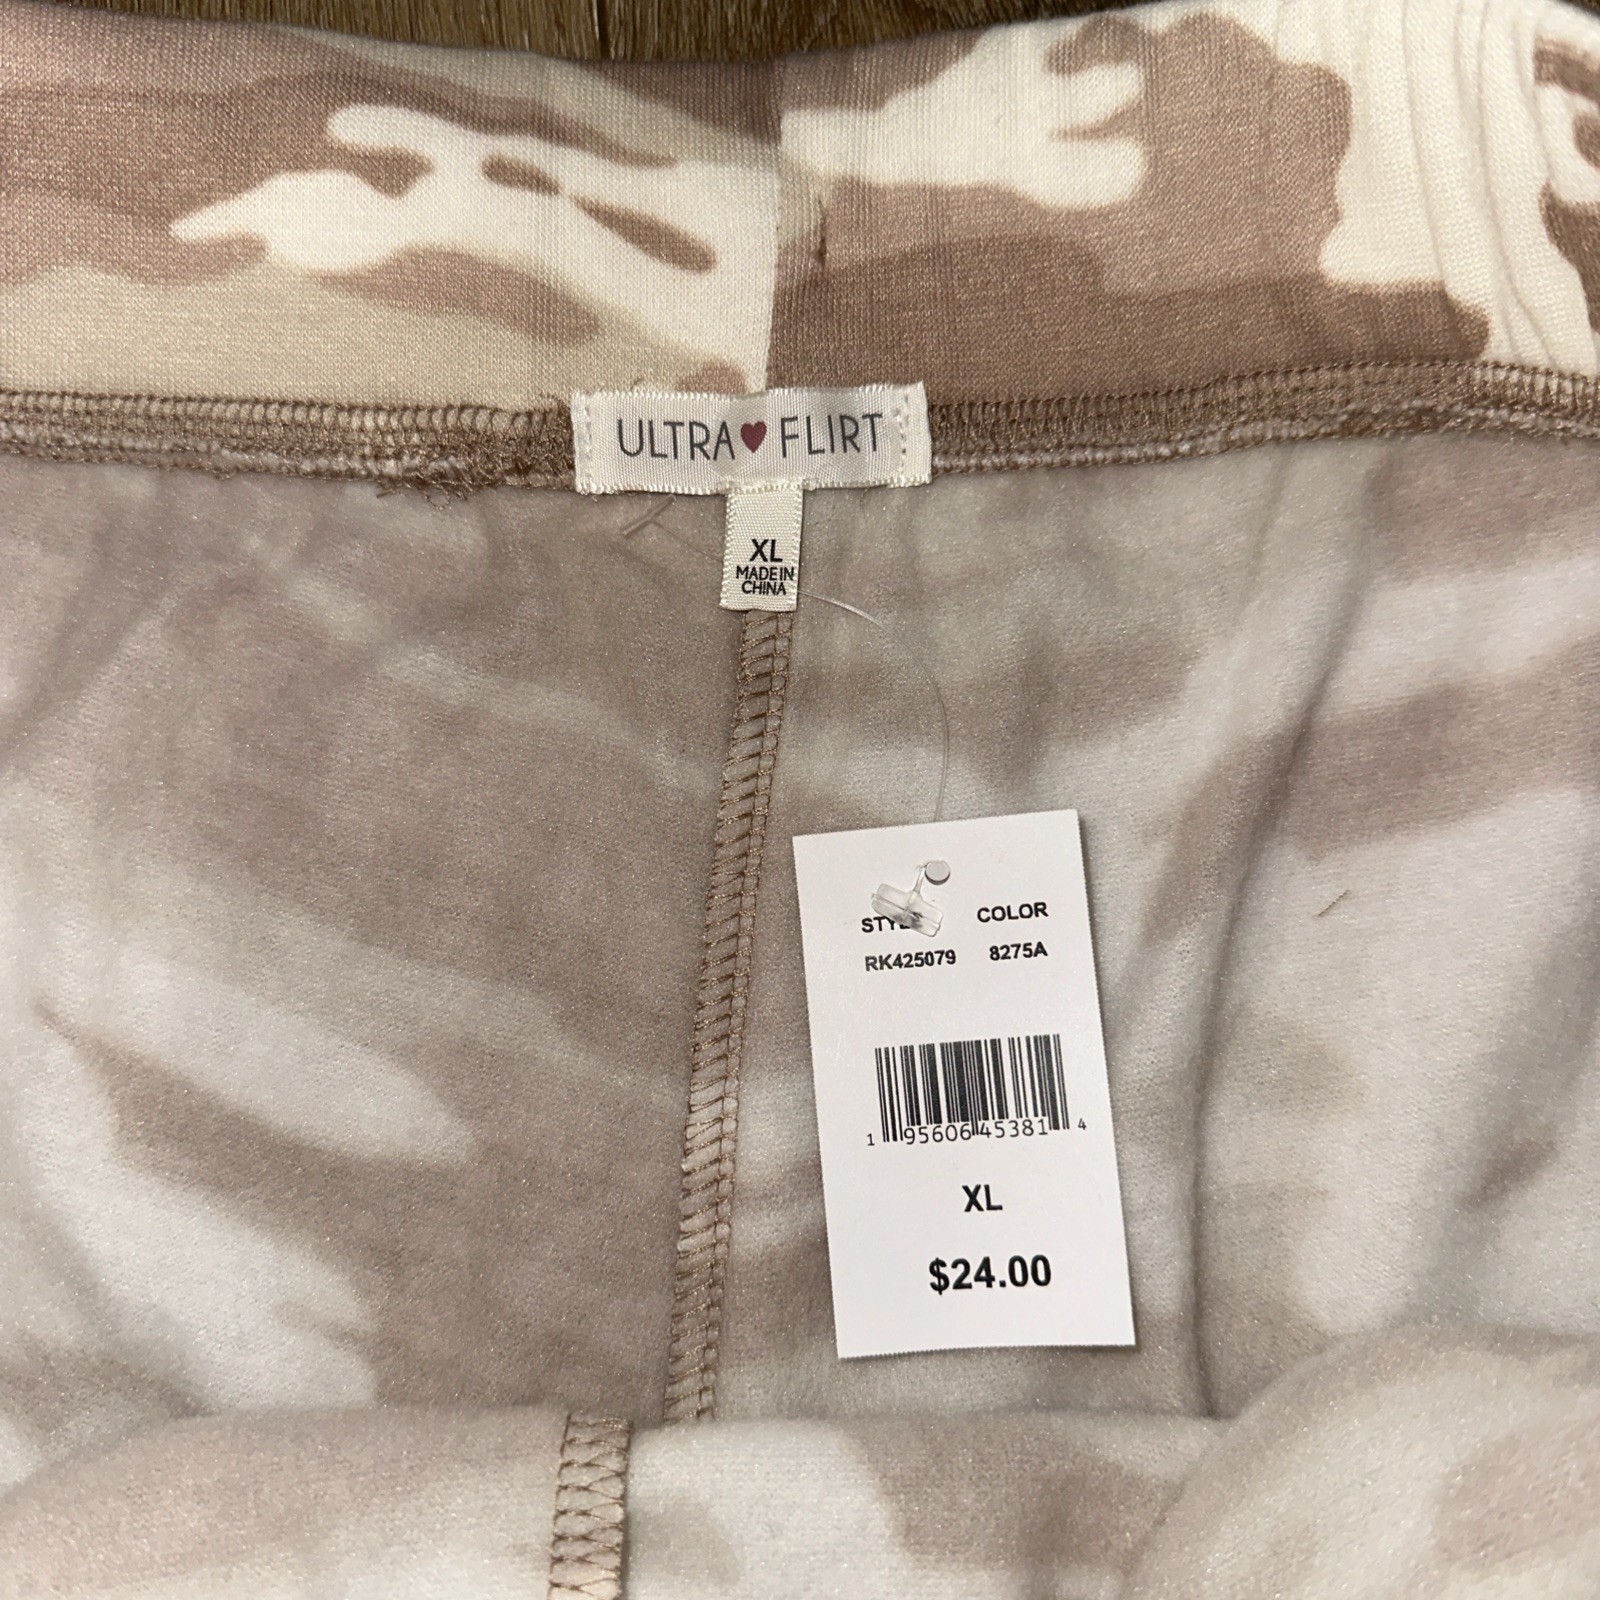 ULTRA♥FLIRT
XL
MADE IN
CHINA
COLOR
RK425079 8275A
1 95606 45381 4
XL
$24.00